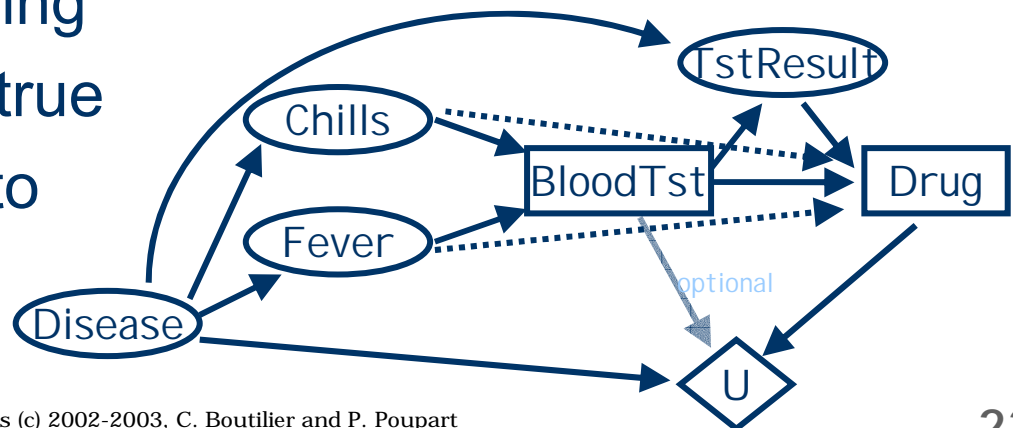 ing
true
to
TstResult
Chills
BloodTst
Drug
Fever
optional
Disease
U
s (c) 2002-2003, C. Boutilier and P. Poupart